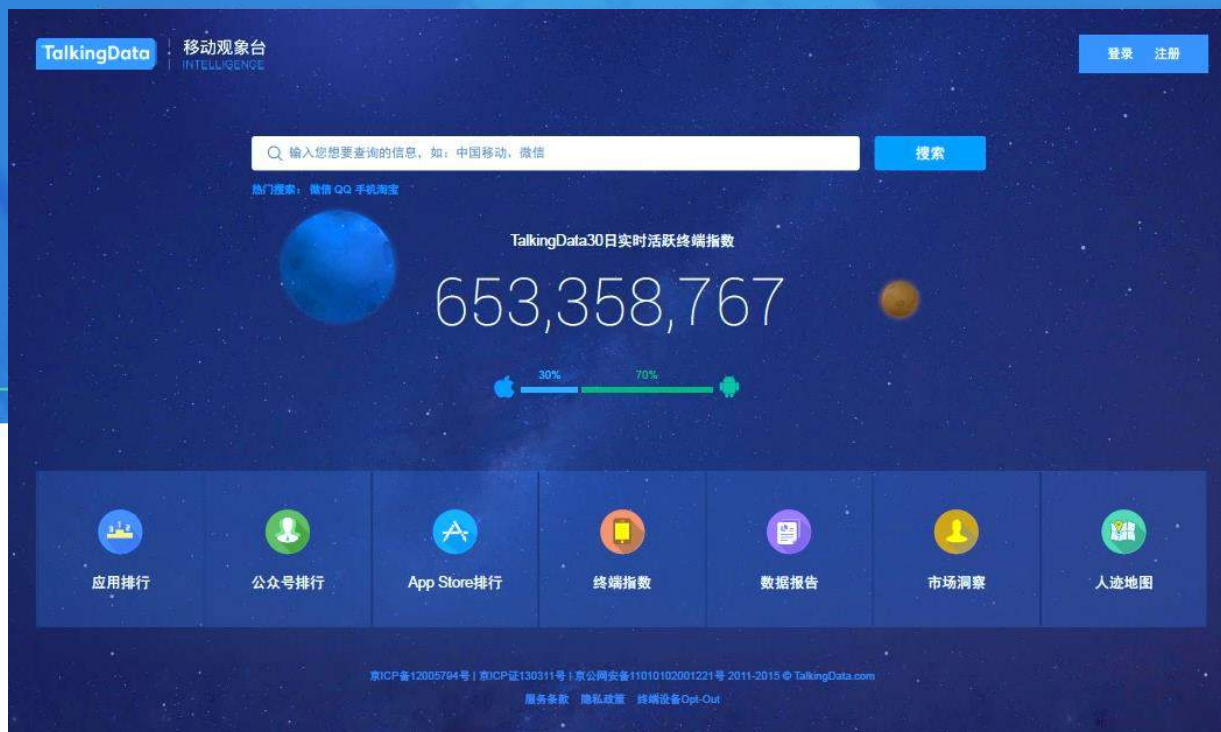 TalkingData 移动观象台
INTELLIGENCE
登录 注册
输入您想要查询的信息,如:中国移动、微信
搜索
热门搜索: 微信 QQ 手机淘宝
TalkingData30日实时活跃终端指数
653,358,767
30% 70%
应用排行
公众号排行
App Store排行
终端指数
数据报告
市场洞察
人迹地图
京ICP备12005794号 | 京ICP证130311号 | 京公网安备11010102001221号 2011-2015 © TalkingData.com
服务条款 隐私政策 终端设备Opt-Out